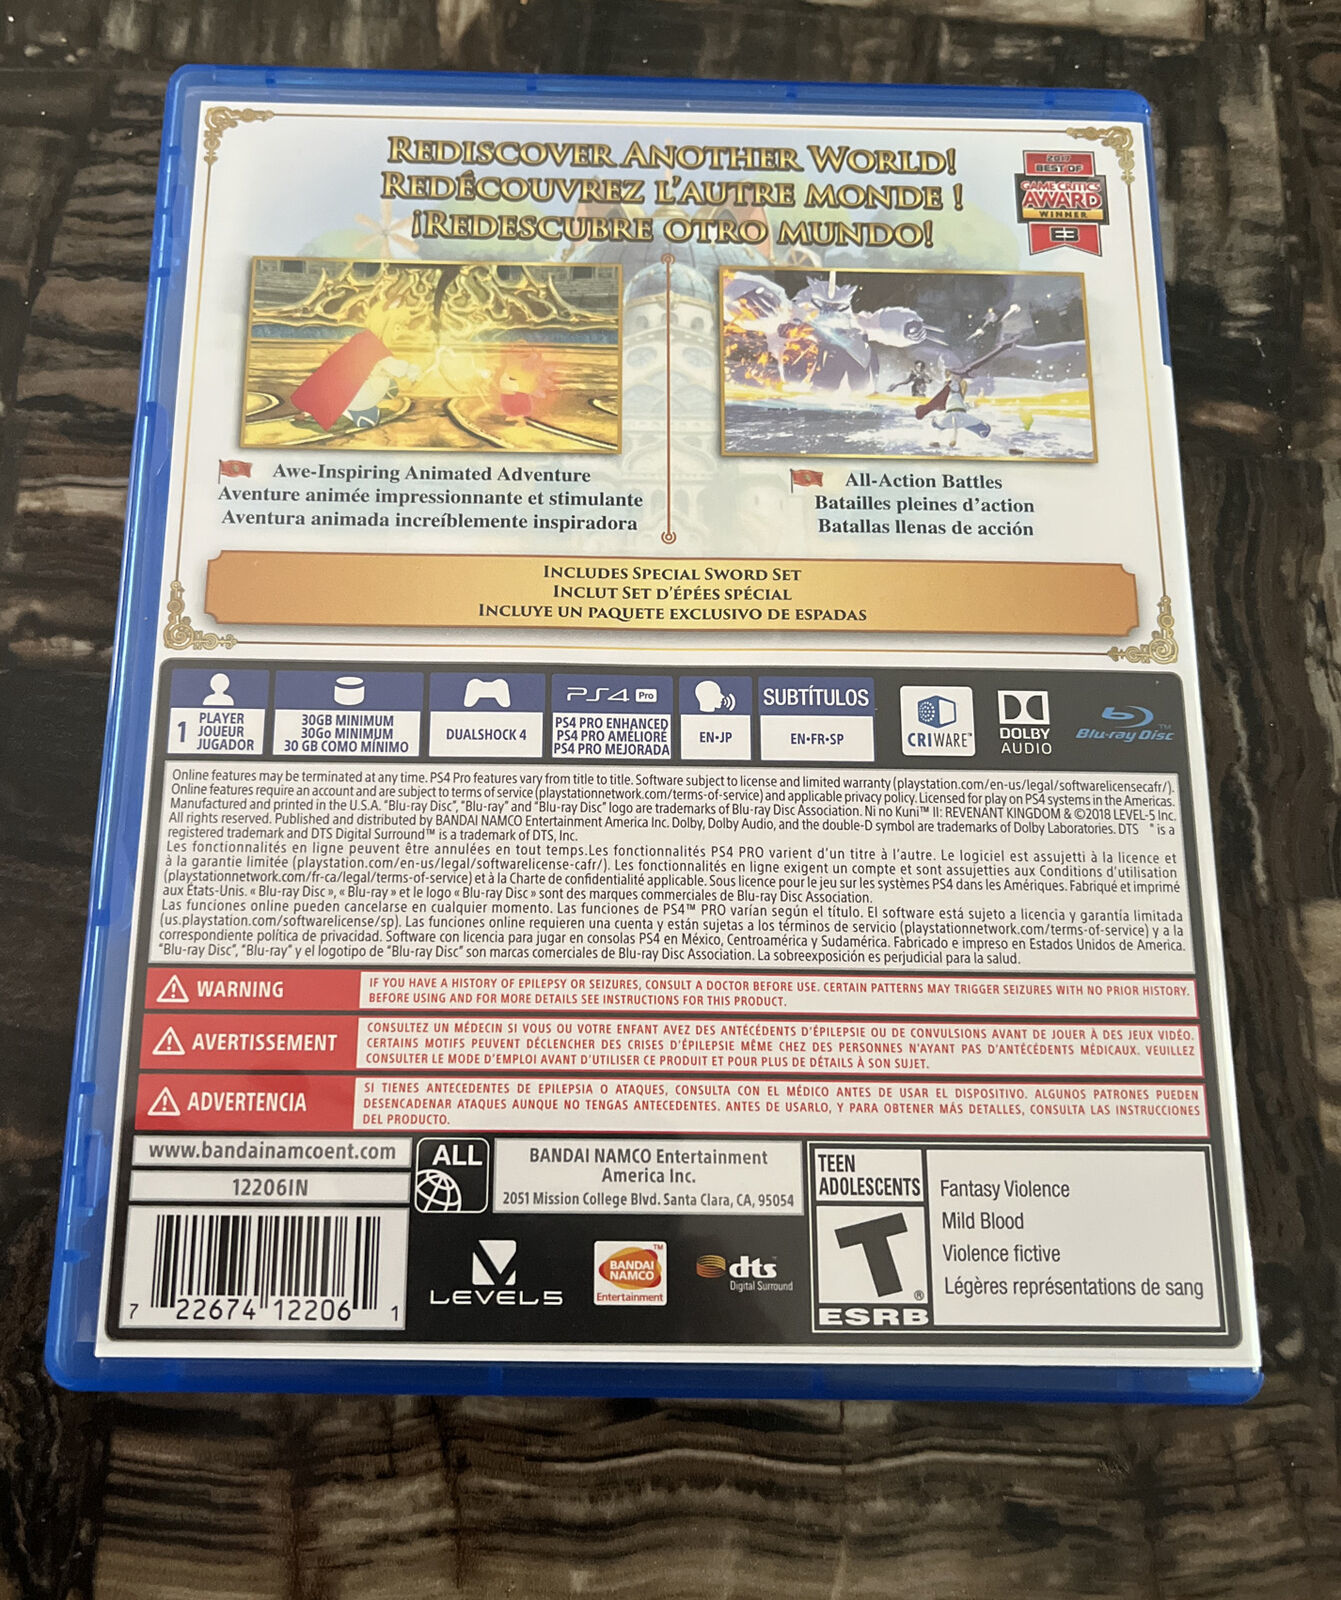 REDISCOVER ANOTHER WORLD!
REDÉCOUVREZ L'AUTRE MONDE !
¡REDESCUBRE OTRO MUNDO!
2017
BEST OF
GAME CRITICS
AWARD
WINNER
E3
Awe-Inspiring Animated Adventure
Aventure animée impressionnante et stimulante
Aventura animada increíblemente inspiradora
All-Action Battles
Batailles pleines d'action
Batallas llenas de acción
INCLUDES SPECIAL SWORD SET
INCLUT SET D'ÉPÉES SPÉCIAL
INCLUYE UN PAQUETE EXCLUSIVO DE ESPADAS
1 PLAYER
JOUEUR
JUGADOR
30GB MINIMUM
30Go MINIMUM
30 GB COMO MÍNIMO
DUALSHOCK 4
PS4 Pro
PS4 PRO ENHANCED
PS4 PRO AMÉLIORÉ
PS4 PRO MEJORADA
EN•JP
SUBTÍTULOS
EN•FR•SP
CRIWARE™
DOLBY
AUDIO
Blu-ray Disc™
Online features may be terminated at any time. PS4 Pro features vary from title to title. Software subject to license and limited warranty (playstation.com/en-us/legal/softwarelicensecafr/).
Online features require an account and are subject to terms of service (playstationnetwork.com/terms-of-service) and applicable privacy policy. Licensed for play on PS4 systems in the Americas.
Manufactured and printed in the U.S.A. "Blu-ray Disc", "Blu-ray" and "Blu-ray Disc" logo are trademarks of Blu-ray Disc Association. Ni no Kuni™ II: REVENANT KINGDOM & ©2018 LEVEL-5 Inc.
All rights reserved. Published and distributed by BANDAI NAMCO Entertainment America Inc. Dolby, Dolby Audio, and the double-D symbol are trademarks of Dolby Laboratories. DTS ® is a
registered trademark and DTS Digital Surround™ is a trademark of DTS, Inc.
Les fonctionnalités en ligne peuvent être annulées en tout temps.Les fonctionnalités PS4 PRO varient d'un titre à l'autre. Le logiciel est assujetti à la licence et
à la garantie limitée (playstation.com/en-us/legal/softwarelicense-cafr/). Les fonctionnalités en ligne exigent un compte et sont assujetties aux Conditions d'utilisation
(playstationnetwork.com/fr-ca/legal/terms-of-service) et à la Charte de confidentialité applicable. Sous licence pour le jeu sur les systèmes PS4 dans les Amériques. Fabriqué et imprimé
aux États-Unis. « Blu-ray Disc », « Blu-ray » et le logo « Blu-ray Disc » sont des marques commerciales de Blu-ray Disc Association.
Las funciones online pueden cancelarse en cualquier momento. Las funciones de PS4™ PRO varían según el título. El software está sujeto a licencia y garantía limitada
(us.playstation.com/softwarelicense/sp). Las funciones online requieren una cuenta y están sujetas a los términos de servicio (playstationnetwork.com/terms-of-service) y a la
correspondiente política de privacidad. Software con licencia para jugar en consolas PS4 en México, Centroamérica y Sudamérica. Fabricado e impreso en Estados Unidos de America.
"Blu-ray Disc", "Blu-ray" y el logotipo de "Blu-ray Disc" son marcas comerciales de Blu-ray Disc Association. La sobreexposición es perjudicial para la salud.
WARNING
IF YOU HAVE A HISTORY OF EPILEPSY OR SEIZURES, CONSULT A DOCTOR BEFORE USE. CERTAIN PATTERNS MAY TRIGGER SEIZURES WITH NO PRIOR HISTORY.
BEFORE USING AND FOR MORE DETAILS SEE INSTRUCTIONS FOR THIS PRODUCT.
AVERTISSEMENT
CONSULTEZ UN MÉDECIN SI VOUS OU VOTRE ENFANT AVEZ DES ANTÉCÉDENTS D'ÉPILEPSIE OU DE CONVULSIONS AVANT DE JOUER À DES JEUX VIDÉO.
CERTAINS MOTIFS PEUVENT DÉCLENCHER DES CRISES D'ÉPILEPSIE MÊME CHEZ DES PERSONNES N'AYANT PAS D'ANTÉCÉDENTS MÉDICAUX. VEUILLEZ
CONSULTER LE MODE D'EMPLOI AVANT D'UTILISER CE PRODUIT ET POUR PLUS DE DÉTAILS À SON SUJET.
ADVERTENCIA
SI TIENES ANTECEDENTES DE EPILEPSIA O ATAQUES, CONSULTA CON EL MÉDICO ANTES DE USAR EL DISPOSITIVO. ALGUNOS PATRONES PUEDEN
DESENCADENAR ATAQUES AUNQUE NO TENGAS ANTECEDENTES. ANTES DE USARLO, Y PARA OBTENER MÁS DETALLES, CONSULTA LAS INSTRUCCIONES
DEL PRODUCTO.
www.bandainamcoent.com
12206IN
7 22674 12206 1
ALL
BANDAI NAMCO Entertainment
America Inc.
2051 Mission College Blvd. Santa Clara, CA, 95054
LEVEL5
BANDAI
NAMCO™
Entertainment
dts
Digital Surround
TEEN
ADOLESCENTS
T®
ESRB
Fantasy Violence
Mild Blood
Violence fictive
Légères représentations de sang